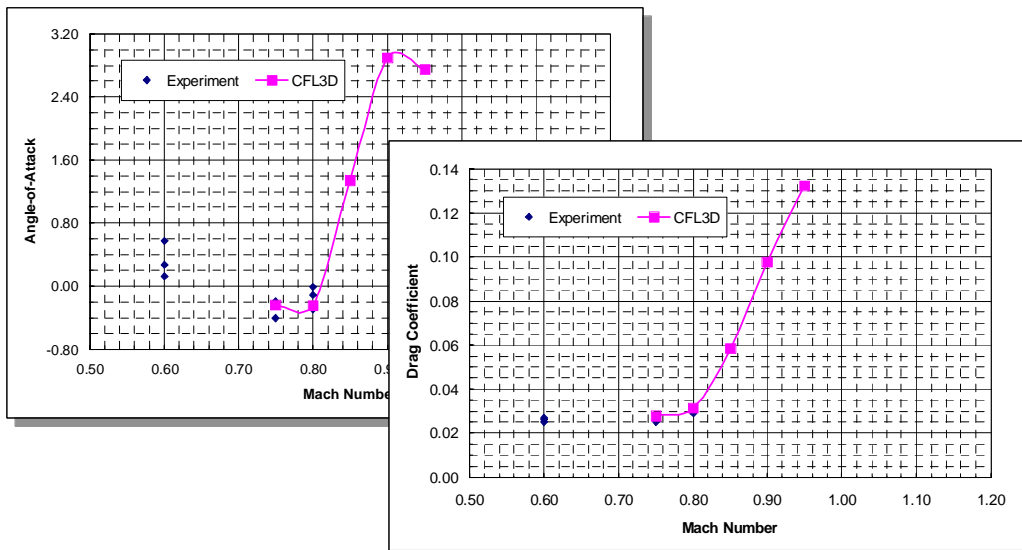 3.20
2.40
1.60
0.80
0.00
-0.80
Angle-of-Attack
Experiment CFL3D
0.50 0.60 0.70 0.80
Mach Number
0.14
0.12
0.10
0.08
0.06
0.04
0.02
0.00
Drag Coefficient
Experiment CFL3D
0.50 0.60 0.70 0.80 0.90 1.00 1.10 1.20
Mach Number